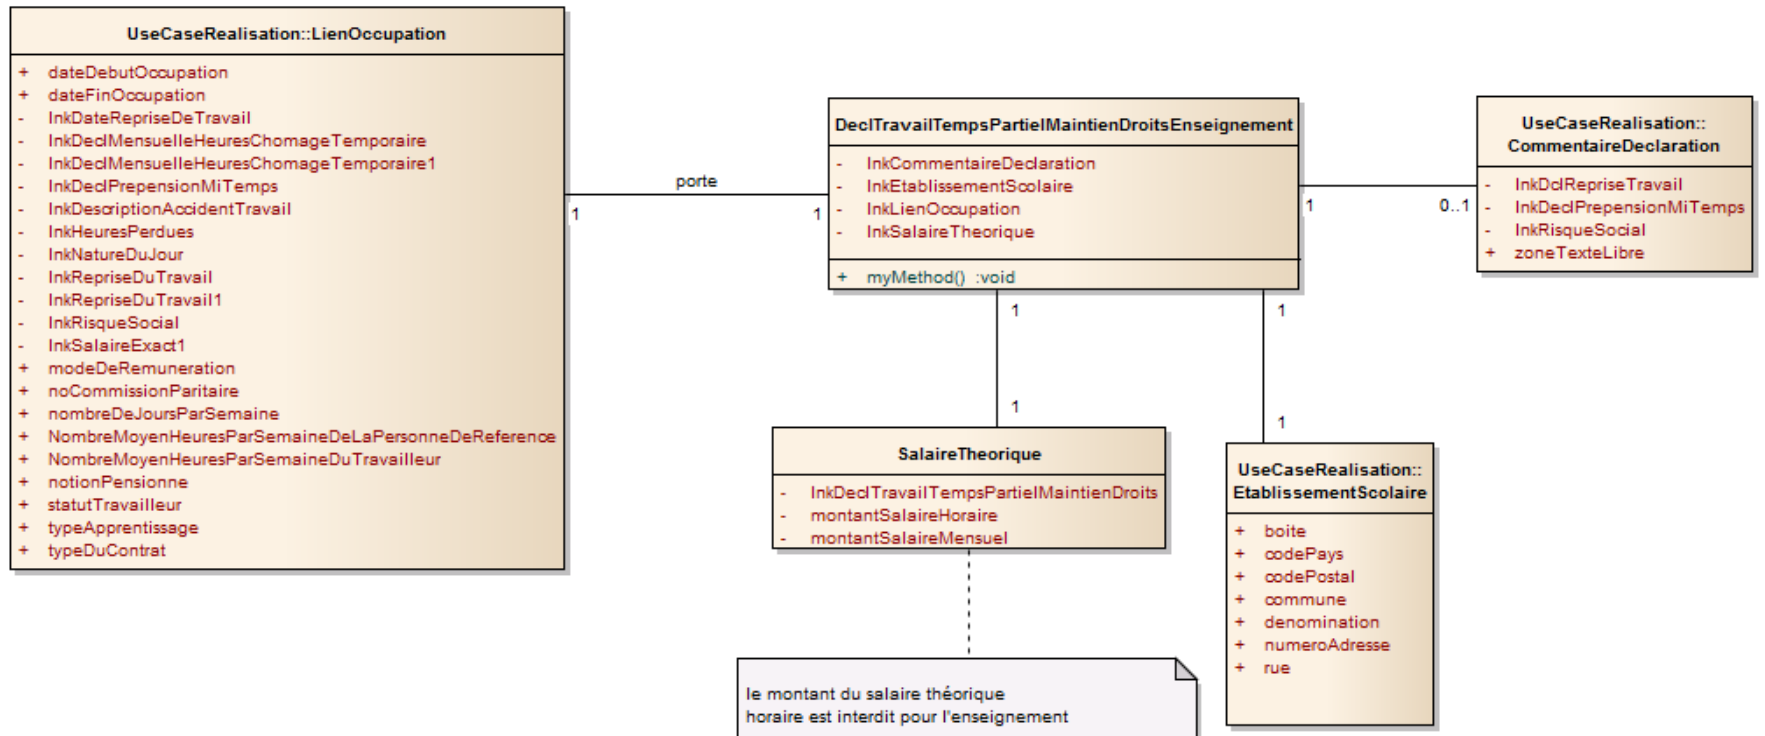 UseCaseRealisation::LienOccupation
+ dateDebutOccupation
+ dateFinOccupation
- lnkDateRepriseDeTravail
- lnkDeclMensuelleHeuresChomageTemporaire
- lnkDeclMensuelleHeuresChomageTemporaire1
- lnkDeclPrepensionMiTemps
- lnkDescriptionAccidentTravail
- lnkHeuresPerdues
- lnkNatureDuJour
- lnkRepriseDuTravail
- lnkRepriseDuTravail1
- lnkRisqueSocial
- lnkSalaireExact1
+ modeDeRemuneration
+ noCommissionParitaire
+ nombreDeJoursParSemaine
+ NombreMoyenHeuresParSemaineDeLaPersonneDeReference
+ NombreMoyenHeuresParSemaineDuTravailleur
+ notionPensionne
+ statutTravailleur
+ typeApprentissage
+ typeDuContrat
porte
1
1
DeclTravailTempsPartielMaintienDroitsEnseignement
- lnkCommentaireDeclaration
- lnkEtablissementScolaire
- lnkLienOccupation
- lnkSalaireTheorique
+ myMethod() :void
1
0..1
UseCaseRealisation::
CommentaireDeclaration
- lnkDclRepriseTravail
- lnkDeclPrepensionMiTemps
- lnkRisqueSocial
+ zoneTexteLibre
1
1
1
1
SalaireTheorique
- lnkDeclTravailTempsPartielMaintienDroits
- montantSalaireHoraire
- montantSalaireMensuel
UseCaseRealisation::
EtablissementScolaire
+ boite
+ codePays
+ codePostal
+ commune
+ denomination
+ numeroAdresse
+ rue
le montant du salaire théorique
horaire est interdit pour l'enseignement